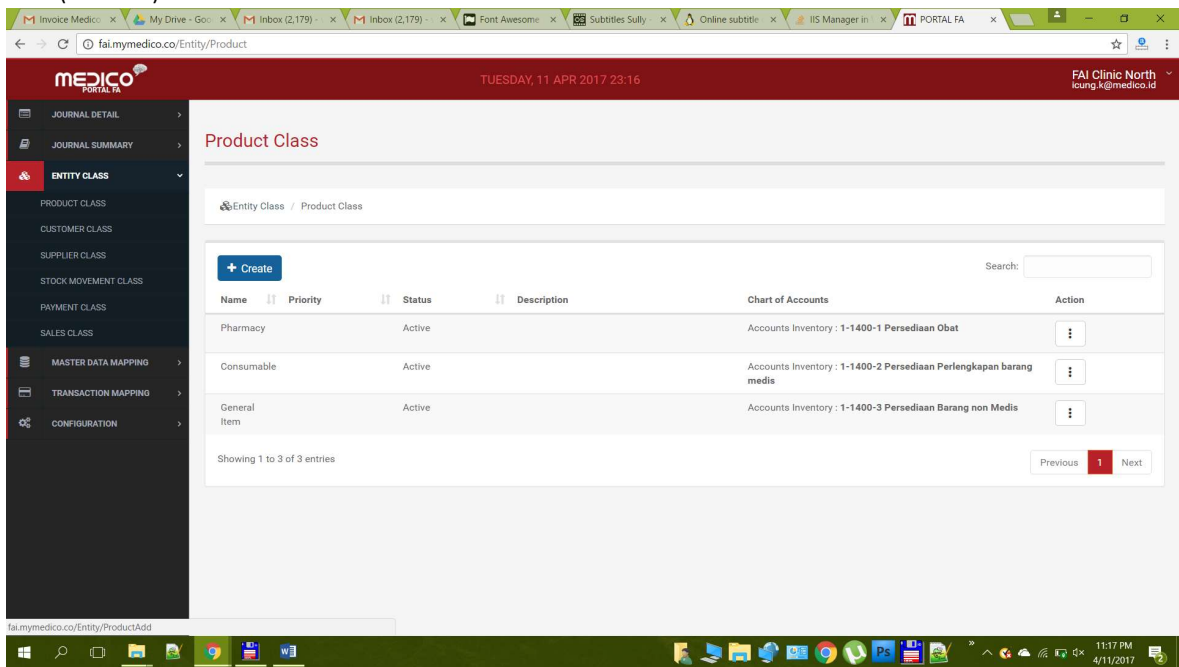 Invoice Medico
My Drive - Goo
Inbox (2,179) -
Inbox (2,179) -
Font Awesome
Subtitles Sully
Online subtitle
IIS Manager in
PORTAL FA
fai.mymedico.co/Entity/Product
MEDICO
PORTAL FA
TUESDAY, 11 APR 2017 23:16
FAI Clinic North
icung.k@medico.id
JOURNAL DETAIL
JOURNAL SUMMARY
ENTITY CLASS
PRODUCT CLASS
CUSTOMER CLASS
SUPPLIER CLASS
STOCK MOVEMENT CLASS
PAYMENT CLASS
SALES CLASS
MASTER DATA MAPPING
TRANSACTION MAPPING
CONFIGURATION
Product Class
Entity Class / Product Class
+ Create
Search:
Name Priority Status Description Chart of Accounts Action
Pharmacy Active Accounts Inventory : 1-1400-1 Persediaan Obat
Consumable Active Accounts Inventory : 1-1400-2 Persediaan Perlengkapan barang
medis
General Active Accounts Inventory : 1-1400-3 Persediaan Barang non Medis
Item
Showing 1 to 3 of 3 entries
Previous 1 Next
fai.mymedico.co/Entity/ProductAdd
Ps
11:17 PM
4/11/2017